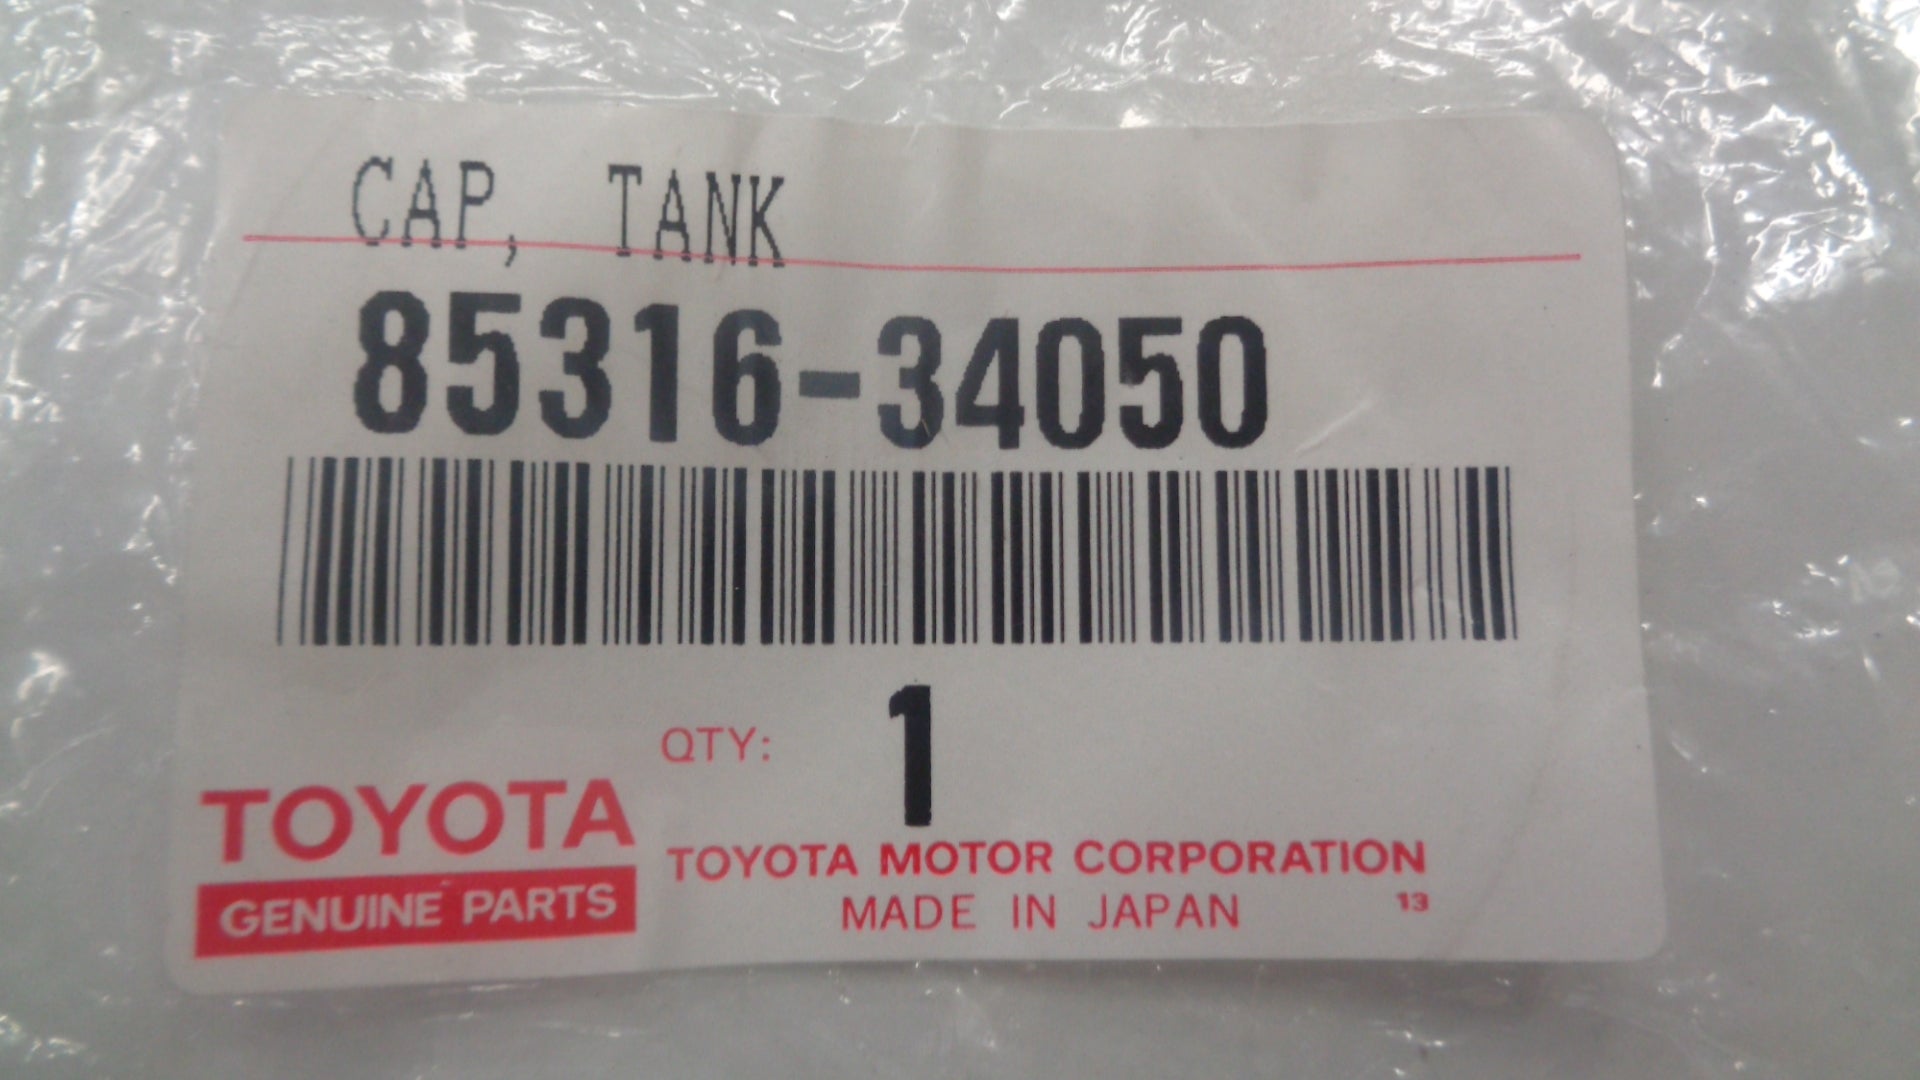 CAP, TANK
85316-34050
QTY: 1
TOYOTA
GENUINE PARTS
TOYOTA MOTOR CORPORATION
MADE IN JAPAN 13